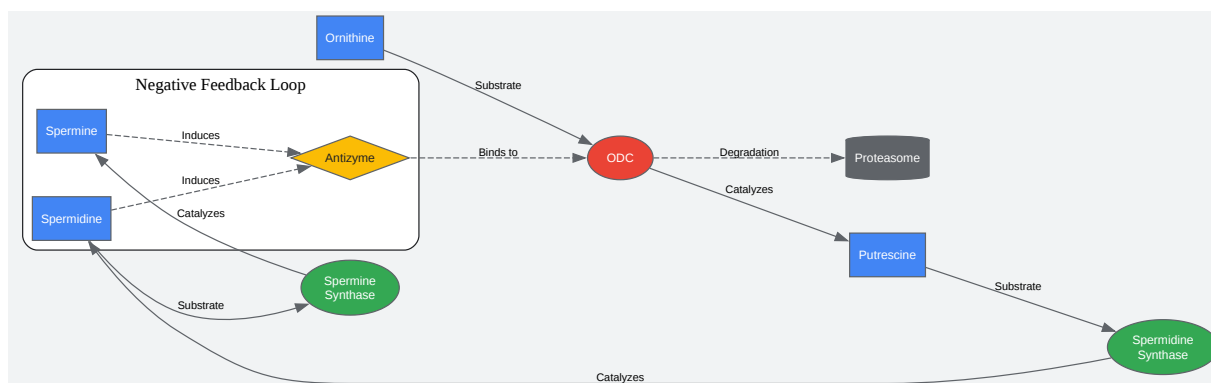 Ornithine
Substrate
Negative Feedback Loop
Spermine
Induces
Antizyme
Binds to
ODC
Degradation
Proteasome
Induces
Catalyzes
Spermidine
Catalyzes
Putrescine
Spermine
Synthase
Substrate
Substrate
Spermidine
Synthase
Catalyzes